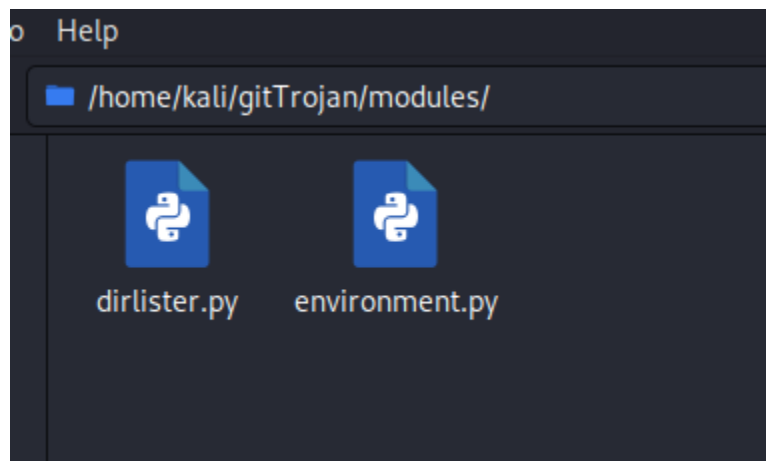 o Help
/home/kali/gitTrojan/modules/
dirlister.py environment.py